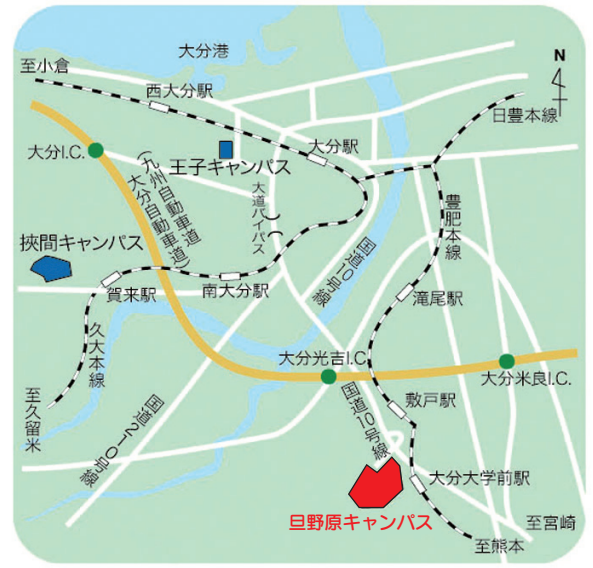 大分港
至小倉
N
西大分駅
日豊本線
大分駅
大分I.C.
王子キャンパス
(九州自動車道
大分自動車道)
大道バイパス
豊肥本線
挾間キャンパス
国道10号線
賀来駅
南大分駅
滝尾駅
久大本線
大分光吉I.C
大分米良I.C.
至久留米
国道210号線
国道10号線
敷戸駅
大分大学前駅
旦野原キャンパス
至宮崎
至熊本